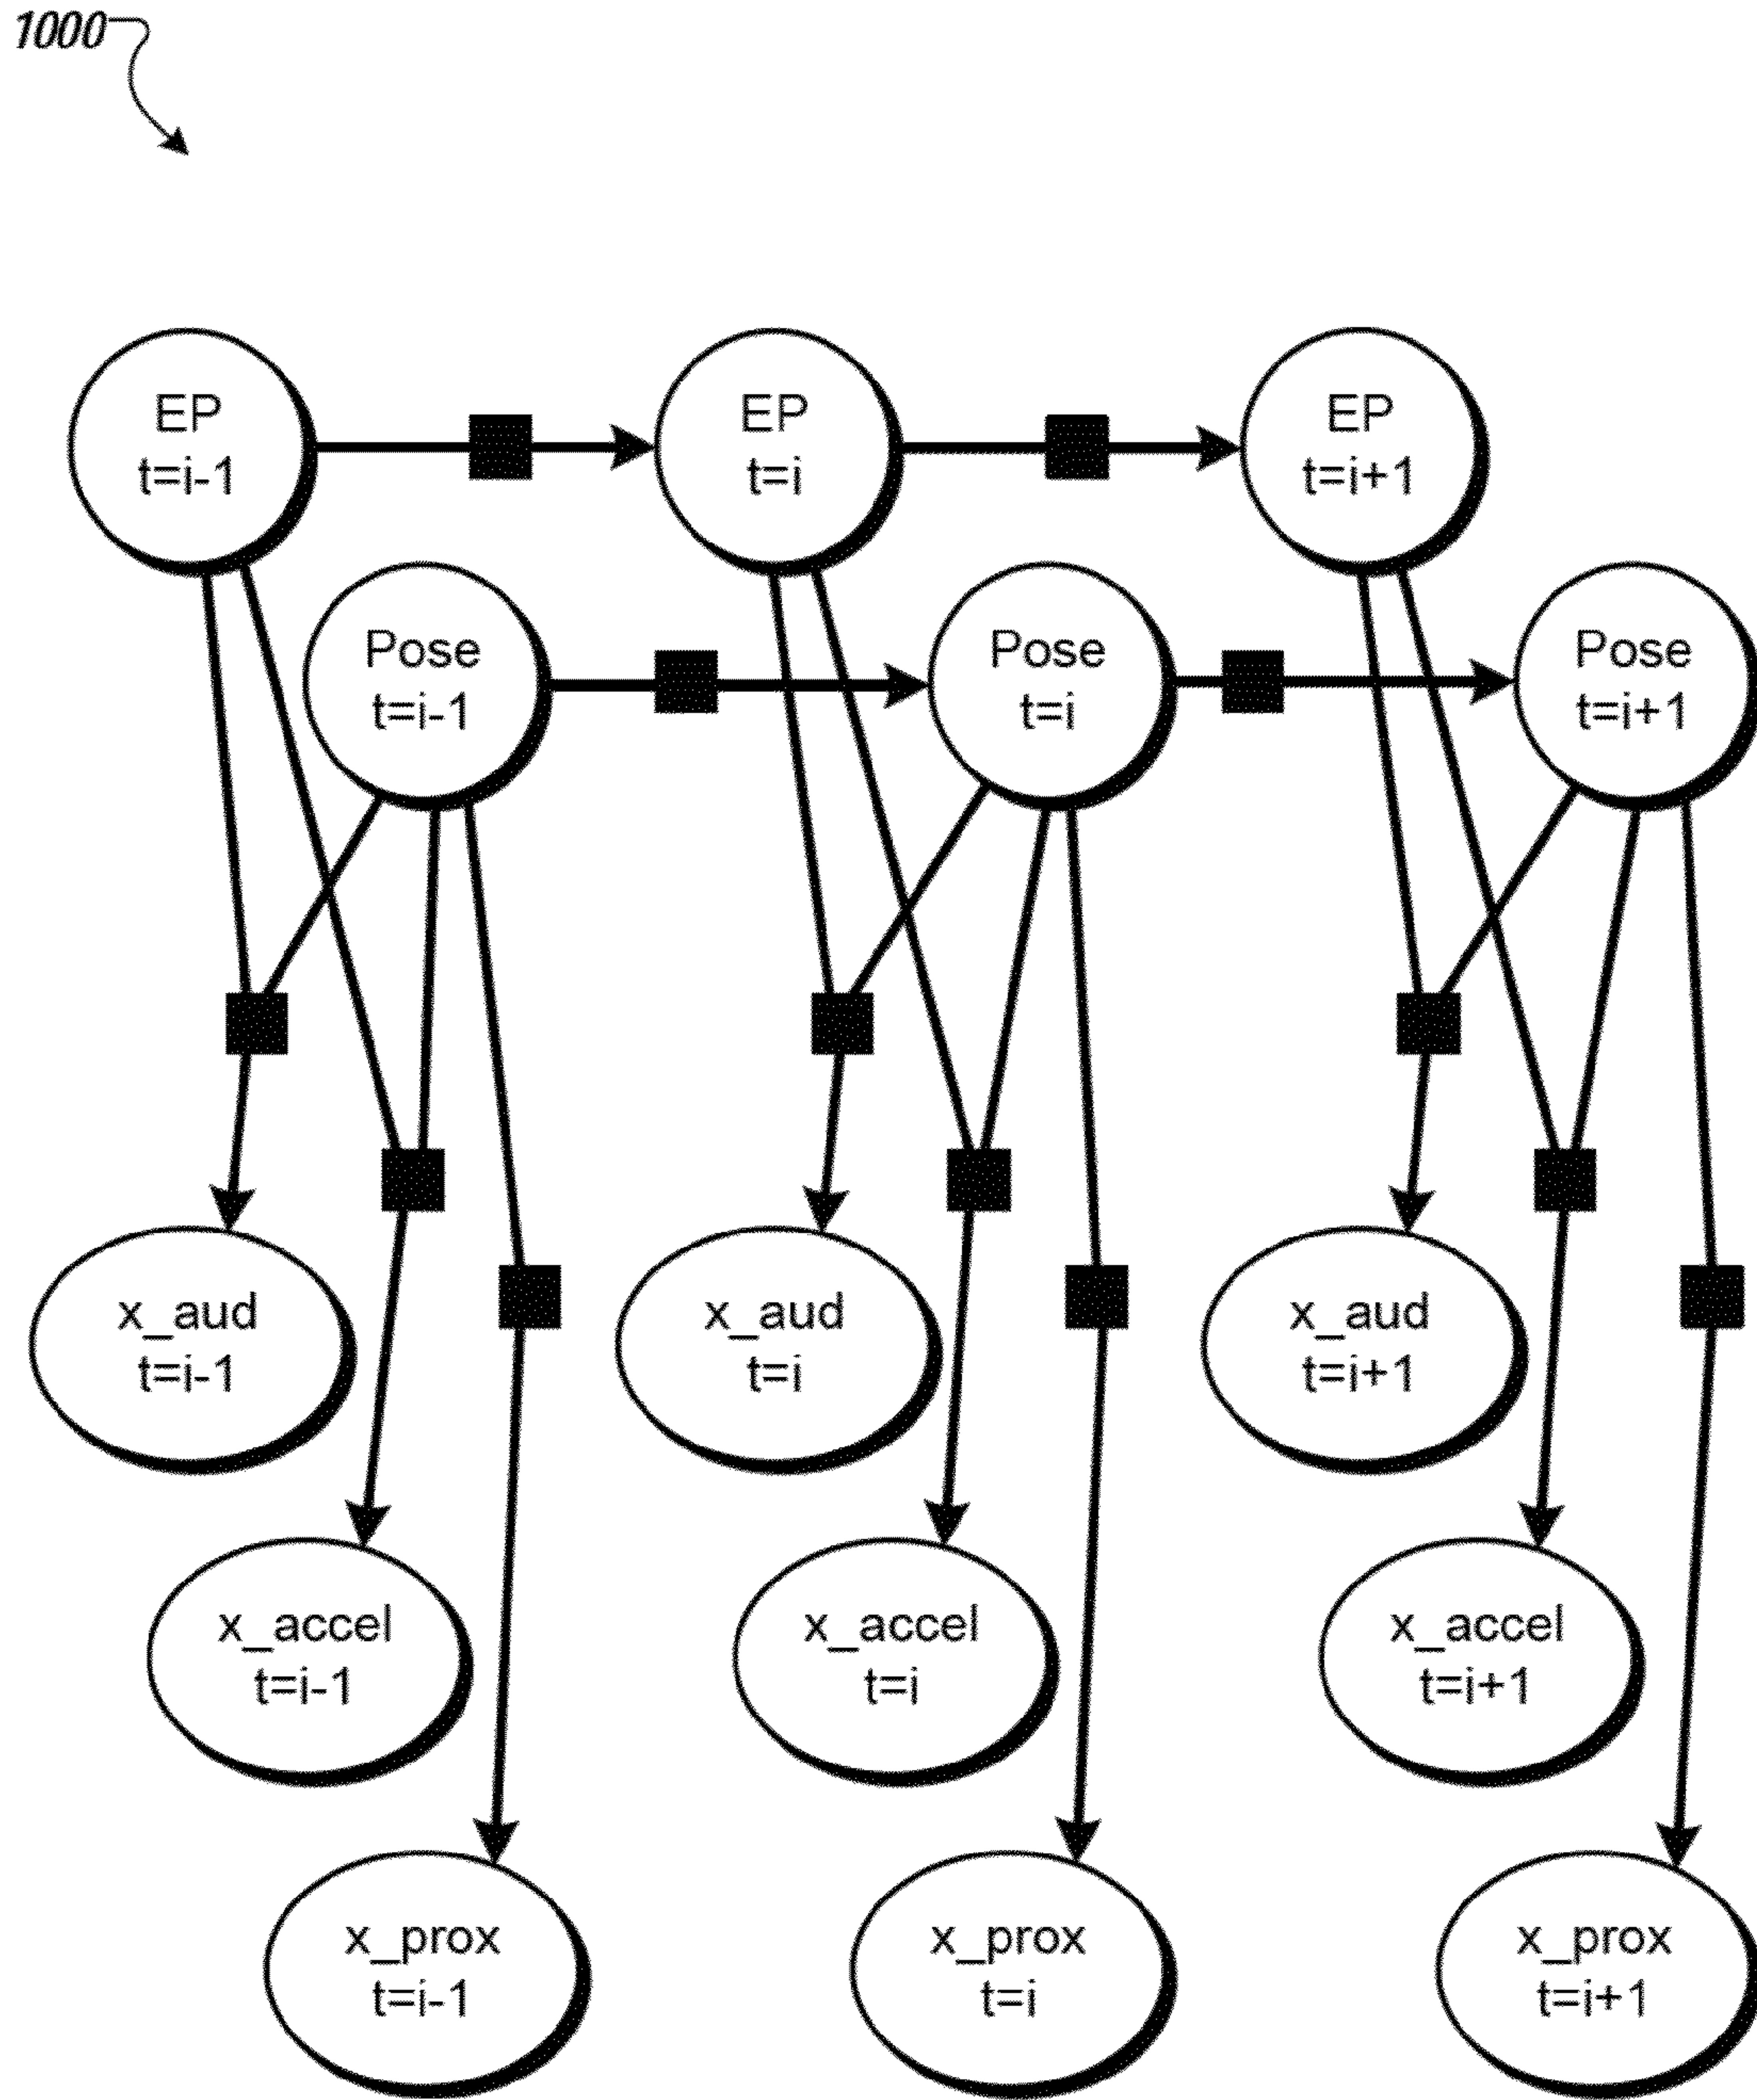 1000
EP
t=i-1
EP
t=i
EP
t=i+1
Pose
t=i-1
Pose
t=i
Pose
t=i+1
x_aud
t=i-1
x_aud
t=i
x_aud
t=i+1
x_accel
t=i-1
x_accel
t=i
x_accel
t=i+1
x_prox
t=i-1
x_prox
t=i
x_prox
t=i+1